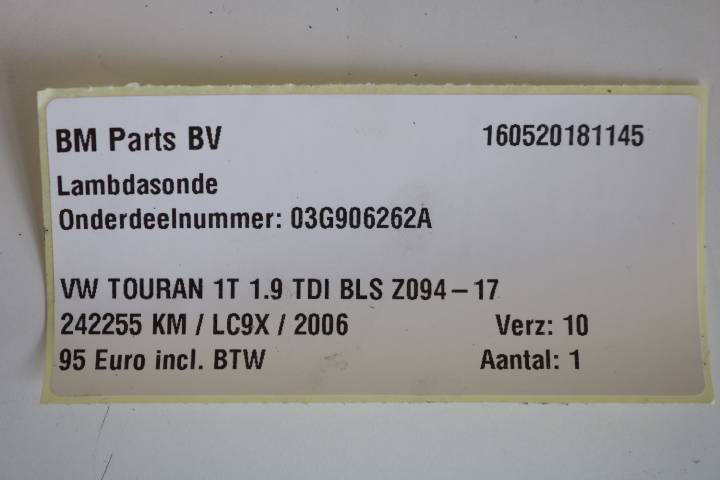 BM Parts BV 160520181145
Lambdasonde
Onderdeelnummer: 03G906262A
VW TOURAN 1T 1.9 TDI BLS Z094-17
242255 KM / LC9X / 2006 Verz: 10
95 Euro incl. BTW Aantal: 1